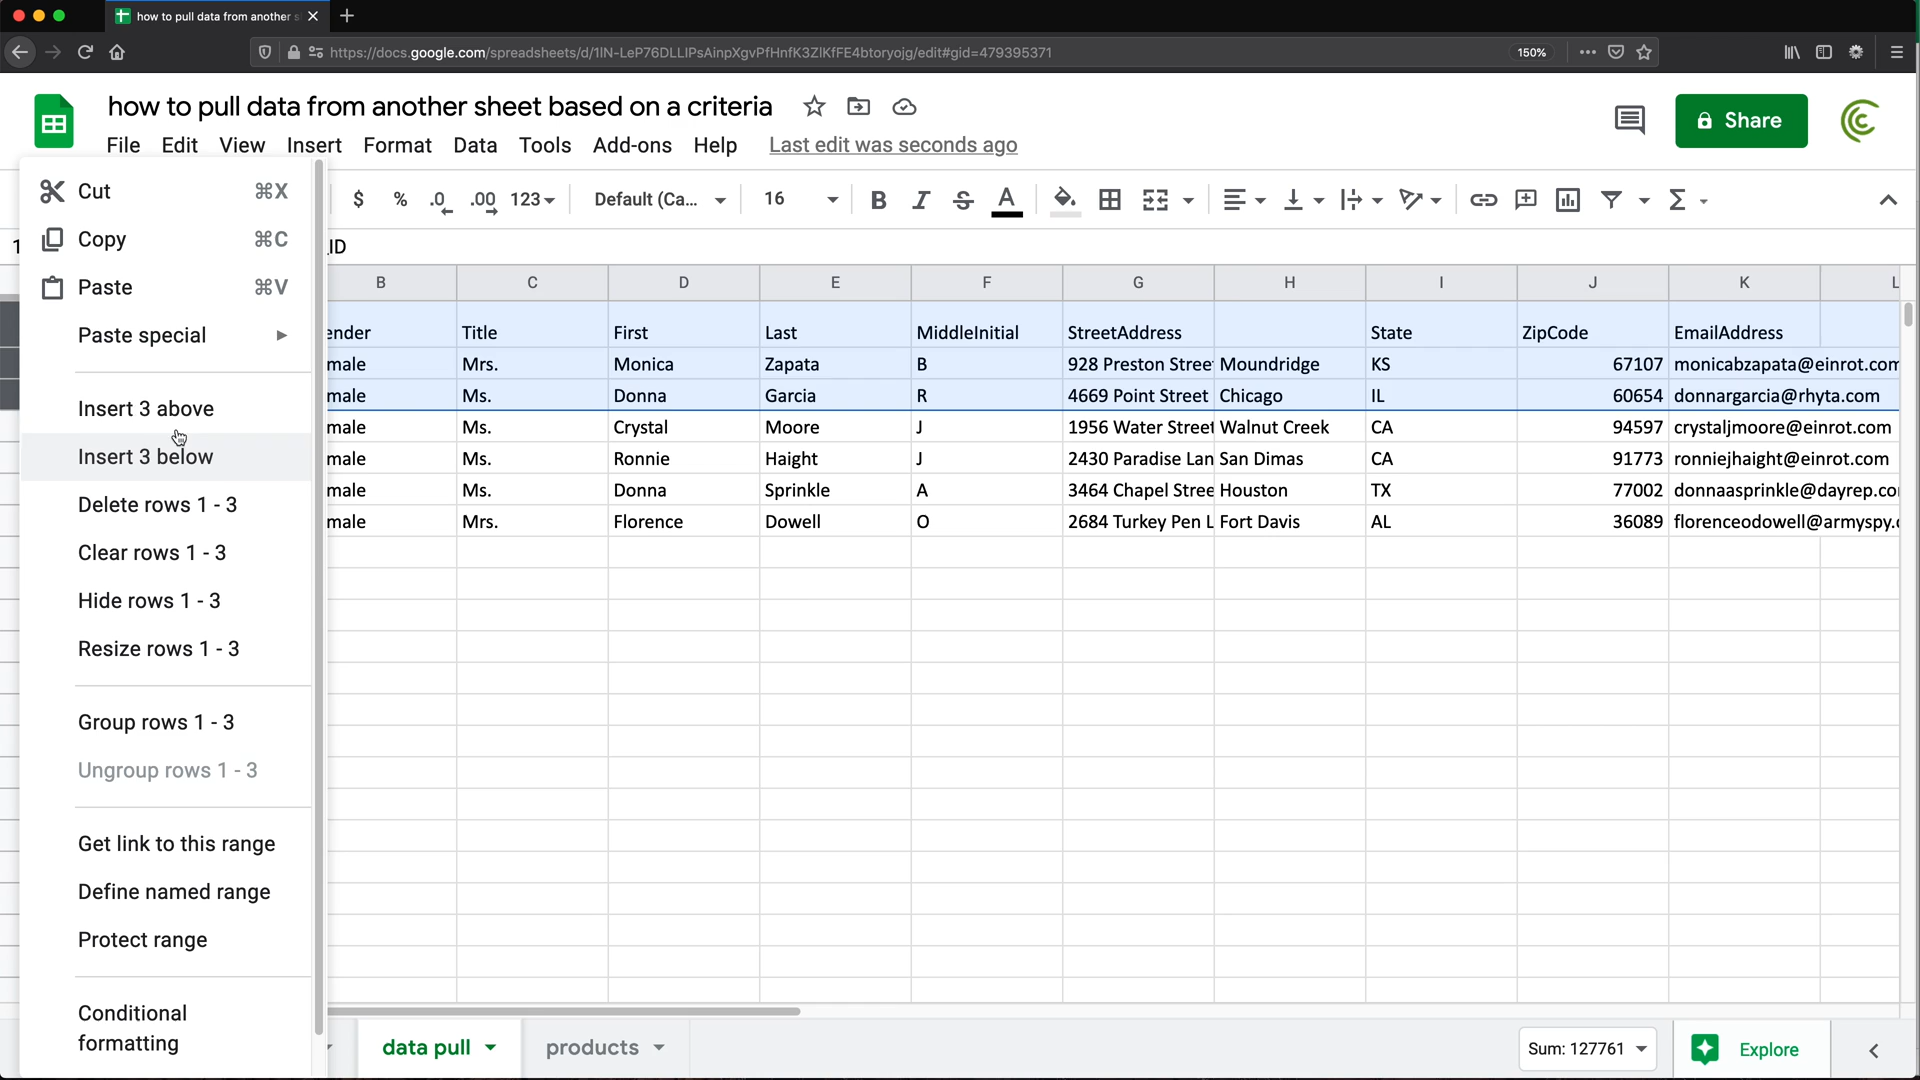 how to pull data from another s
https://docs.google.com/spreadsheets/d/1IN-LeP76DLLIPsAinpXgvPfHnfK3ZIKfFE4btoryojg/edit#gid=479395371
150%
how to pull data from another sheet based on a criteria
Share
File Edit View Insert Format Data Tools Add-ons Help Last edit was seconds ago
$ % .0 .00 123 Default (Ca... 16 B I S A
1 _ID
Cut ⌘X
Copy ⌘C
Paste ⌘V
Paste special
Insert 3 above
Insert 3 below
Delete rows 1 - 3
Clear rows 1 - 3
Hide rows 1 - 3
Resize rows 1 - 3
Group rows 1 - 3
Ungroup rows 1 - 3
Get link to this range
Define named range
Protect range
Conditional
formatting
B C D E F G H I J K L
ender Title First Last MiddleInitial StreetAddress State ZipCode EmailAddress
male Mrs. Monica Zapata B 928 Preston Stree Moundridge KS 67107 monicabzapata@einrot.com
male Ms. Donna Garcia R 4669 Point Street Chicago IL 60654 donnargarcia@rhyta.com
male Ms. Crystal Moore J 1956 Water Street Walnut Creek CA 94597 crystaljmoore@einrot.com
male Ms. Ronnie Haight J 2430 Paradise Lan San Dimas CA 91773 ronniejhaight@einrot.com
male Ms. Donna Sprinkle A 3464 Chapel Stree Houston TX 77002 donnaasprinkle@dayrep.co
male Mrs. Florence Dowell O 2684 Turkey Pen L Fort Davis AL 36089 florenceodowell@armyspy.
data pull products Sum: 127761 Explore